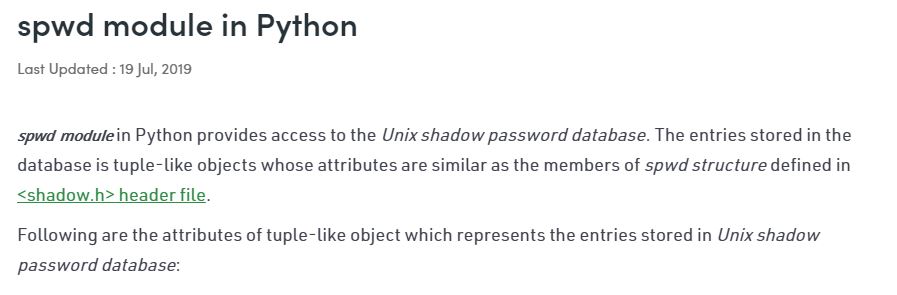 spwd module in Python
Last Updated : 19 Jul, 2019
spwd module in Python provides access to the Unix shadow password database. The entries stored in the
database is tuple-like objects whose attributes are similar as the members of spwd structure defined in
<shadow.h> header file.
Following are the attributes of tuple-like object which represents the entries stored in Unix shadow
password database: